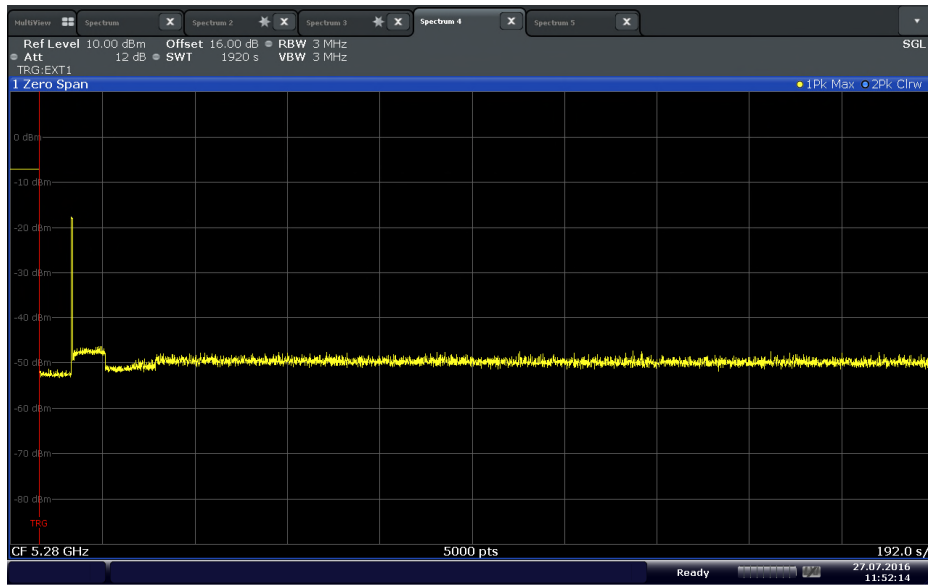 MultiView Spectrum X Spectrum 2 X Spectrum 3 X Spectrum 4 X Spectrum 5 X
Ref Level 10.00 dBm Offset 16.00 dB RBW 3 MHz SGL
Att 12 dB SWT 1920 s VBW 3 MHz
TRG:EXT1
1 Zero Span 1Pk Max 2Pk Clrw
0 dBm
-10 dBm
-20 dBm
-30 dBm
-40 dBm
-50 dBm
-60 dBm
-70 dBm
-80 dBm
TRG
CF 5.28 GHz 5000 pts 192.0 s/
Ready 27.07.2016
11:52:14